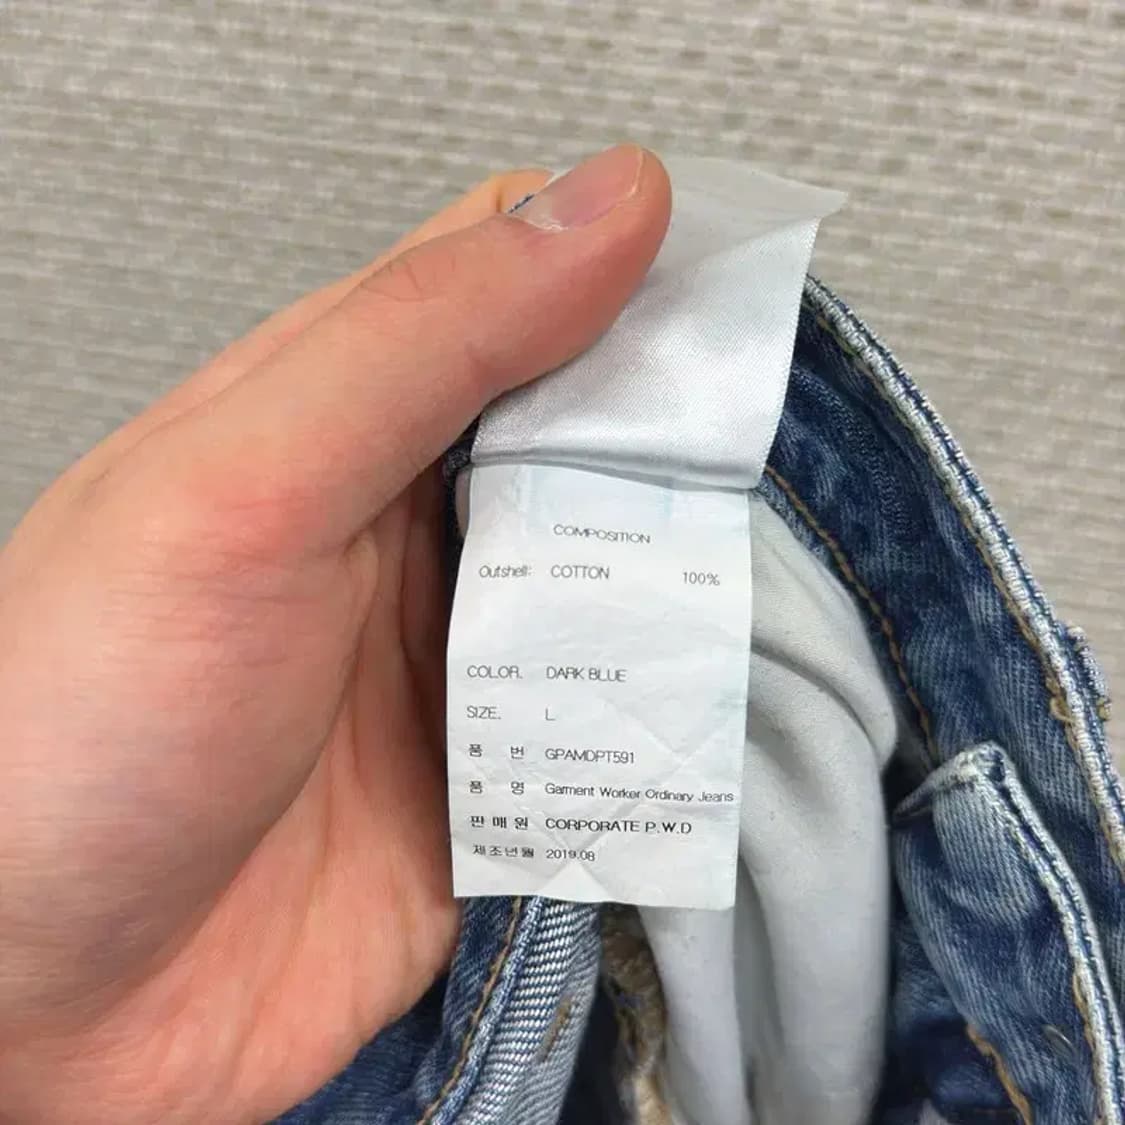 COMPOSITION
Outshell: COTTON 100%
COLOR. DARK BLUE
SIZE. L
품 번 GPAMDPT591
품 명 Garment Worker Ordinary Jeans
판 매 원 CORPORATE P.W.D
제조년월 2019.08